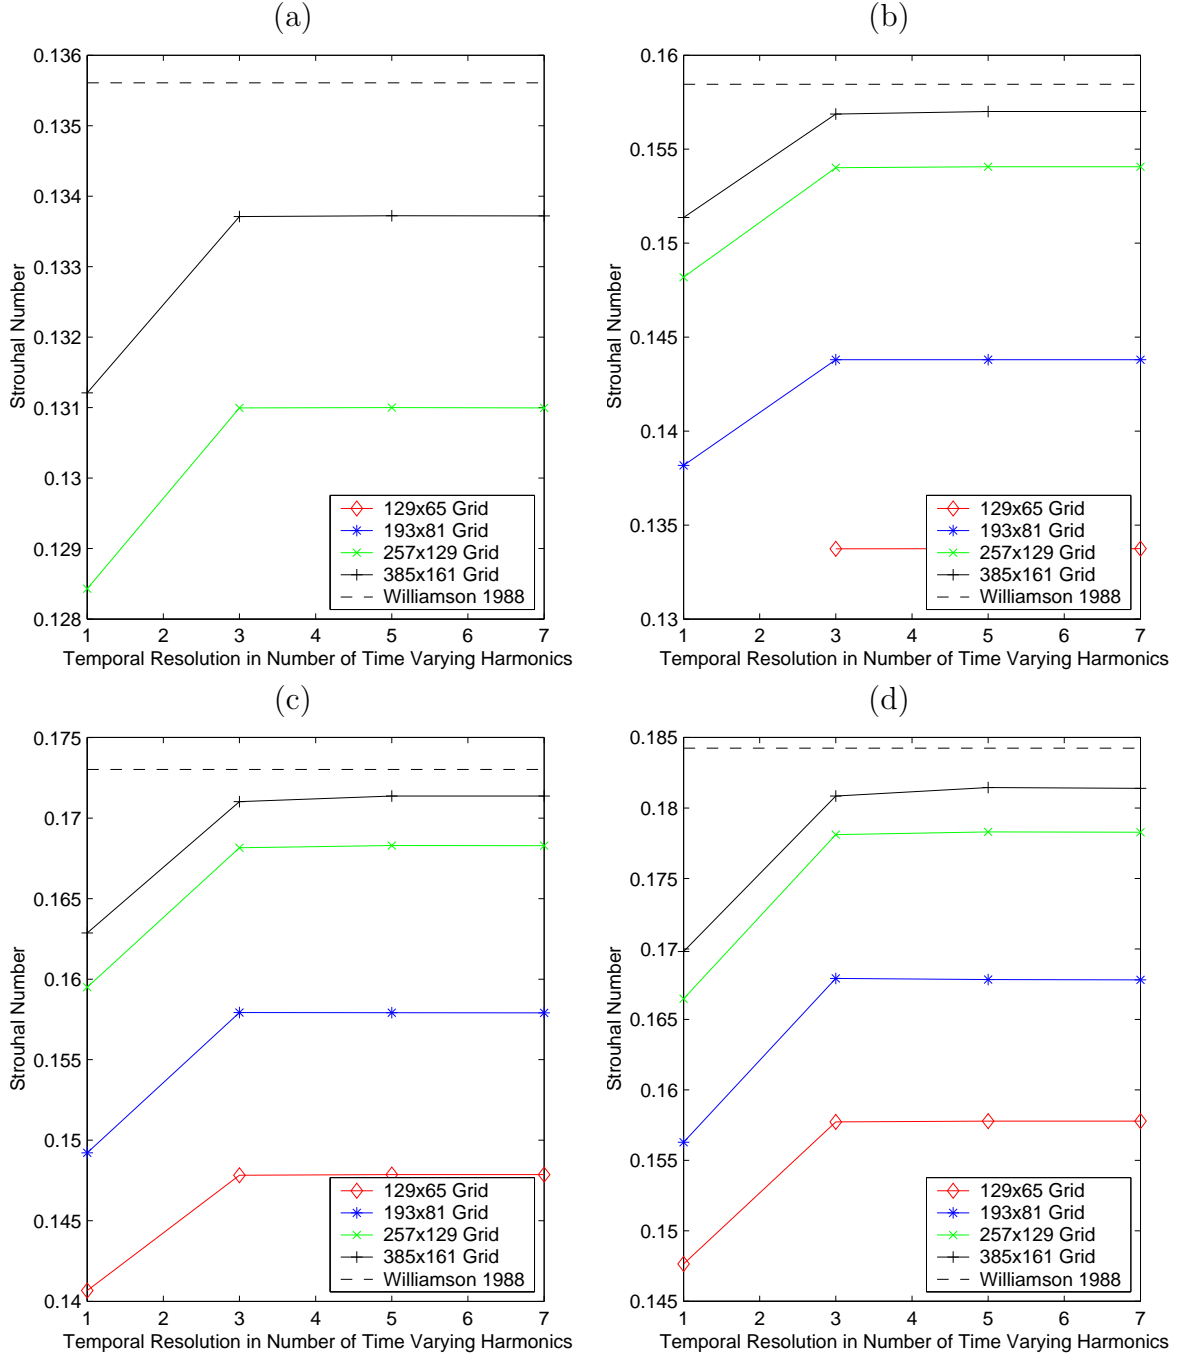 (a)
0.136
0.135
0.134
0.133
0.132
0.131
0.13
0.129
0.128
Strouhal Number
1 2 3 4 5 6 7
Temporal Resolution in Number of Time Varying Harmonics
129x65 Grid
193x81 Grid
257x129 Grid
385x161 Grid
Williamson 1988
(b)
0.16
0.155
0.15
0.145
0.14
0.135
0.13
Strouhal Number
1 2 3 4 5 6 7
Temporal Resolution in Number of Time Varying Harmonics
129x65 Grid
193x81 Grid
257x129 Grid
385x161 Grid
Williamson 1988
(c)
0.175
0.17
0.165
0.16
0.155
0.15
0.145
0.14
Strouhal Number
1 2 3 4 5 6 7
Temporal Resolution in Number of Time Varying Harmonics
129x65 Grid
193x81 Grid
257x129 Grid
385x161 Grid
Williamson 1988
(d)
0.185
0.18
0.175
0.17
0.165
0.16
0.155
0.15
0.145
Strouhal Number
1 2 3 4 5 6 7
Temporal Resolution in Number of Time Varying Harmonics
129x65 Grid
193x81 Grid
257x129 Grid
385x161 Grid
Williamson 1988